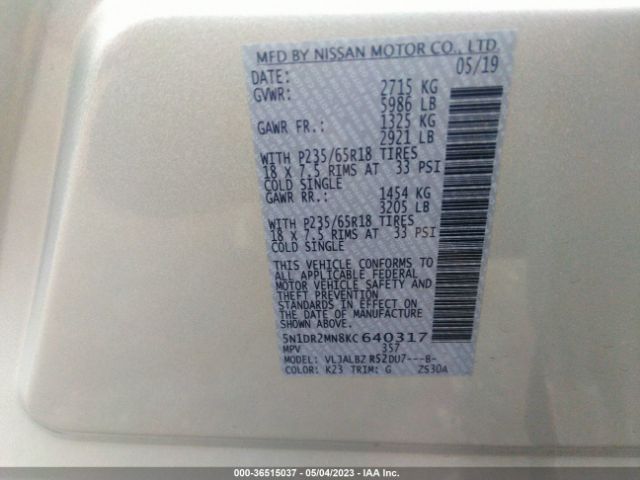 MFD BY NISSAN MOTOR CO., LTD.
DATE: 05/19
GVWR: 2715 KG
5986 LB
GAWR FR.: 1325 KG
2921 LB
WITH P235/65R18 TIRES
18 X 7.5 RIMS AT 33 PSI
COLD SINGLE
GAWR RR.: 1454 KG
3205 LB
WITH P235/65R18 TIRES
18 X 7.5 RIMS AT 33 PSI
COLD SINGLE
THIS VEHICLE CONFORMS TO
ALL APPLICABLE FEDERAL
MOTOR VEHICLE SAFETY AND
THEFT PREVENTION
STANDARDS IN EFFECT ON
THE DATE OF MANUFACTURE
SHOWN ABOVE.
5N1DR2MN8KC640317
MPV 357
MODEL: VL3ALBZ RS2DU7---B-
COLOR: K23 TRIM: G ZS30A
000-36515037 - 05/04/2023 - IAA Inc.